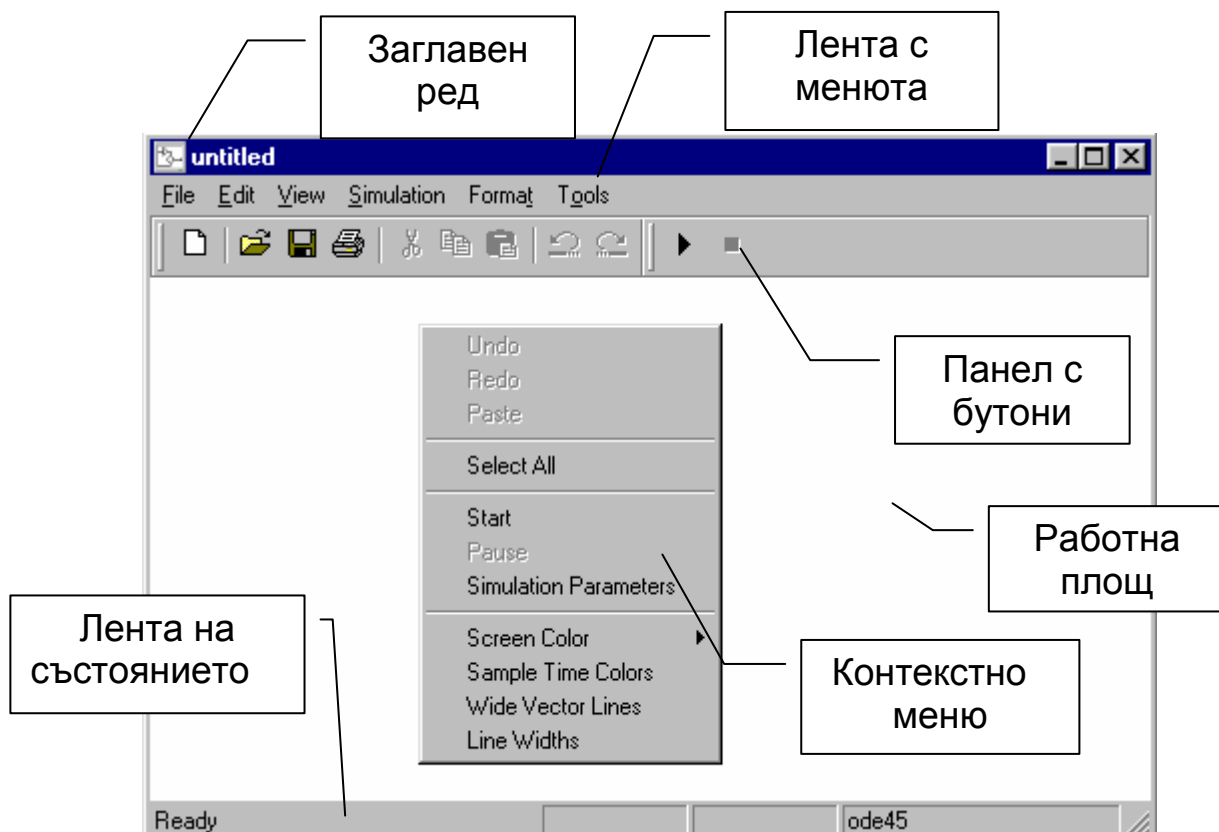 Заглавен
ред
Лента с
менюта
untitled
File Edit View Simulation Format Tools
Undo
Redo
Paste
Select All
Start
Pause
Simulation Parameters
Screen Color
Sample Time Colors
Wide Vector Lines
Line Widths
Панел с
бутони
Работна
площ
Лента на
състоянието
Контекстно
меню
Ready
ode45